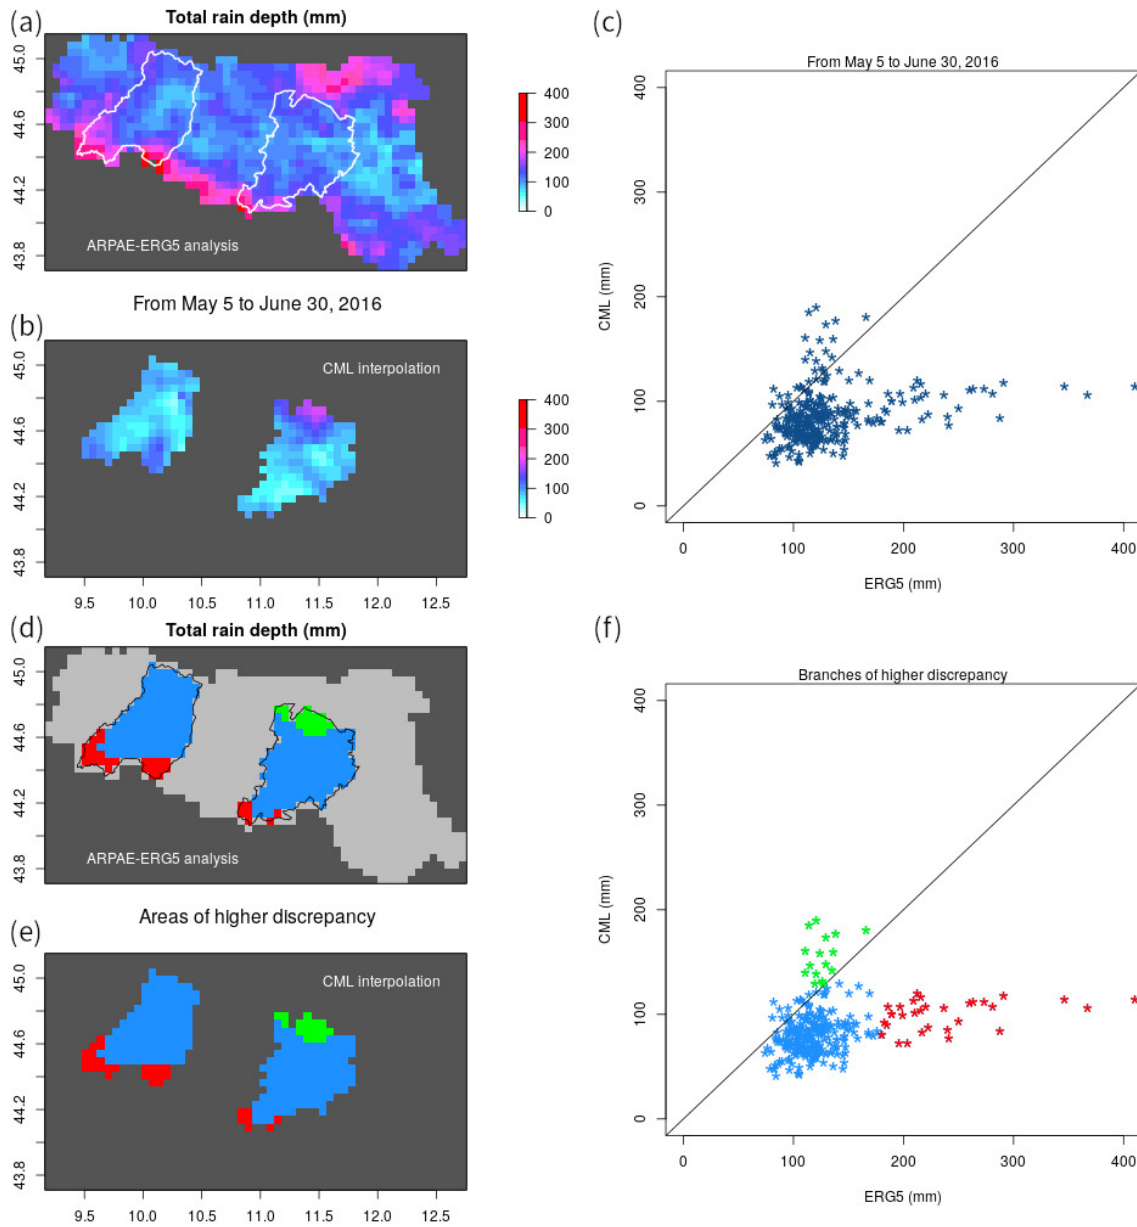 (a)
Total rain depth (mm)
45.0
44.6
44.2
43.8
ARPAE-ERG5 analysis
400
300
200
100
0
From May 5 to June 30, 2016
(b)
CML interpolation
45.0
44.6
44.2
43.8
400
300
200
100
0
9.5 10.0 10.5 11.0 11.5 12.0 12.5
(c)
From May 5 to June 30, 2016
CML (mm)
400
300
200
100
0
0 100 200 300 400
ERG5 (mm)
(d)
Total rain depth (mm)
45.0
44.6
44.2
43.8
ARPAE-ERG5 analysis
Areas of higher discrepancy
(e)
CML interpolation
45.0
44.6
44.2
43.8
9.5 10.0 10.5 11.0 11.5 12.0 12.5
(f)
Branches of higher discrepancy
CML (mm)
400
300
200
100
0
0 100 200 300 400
ERG5 (mm)